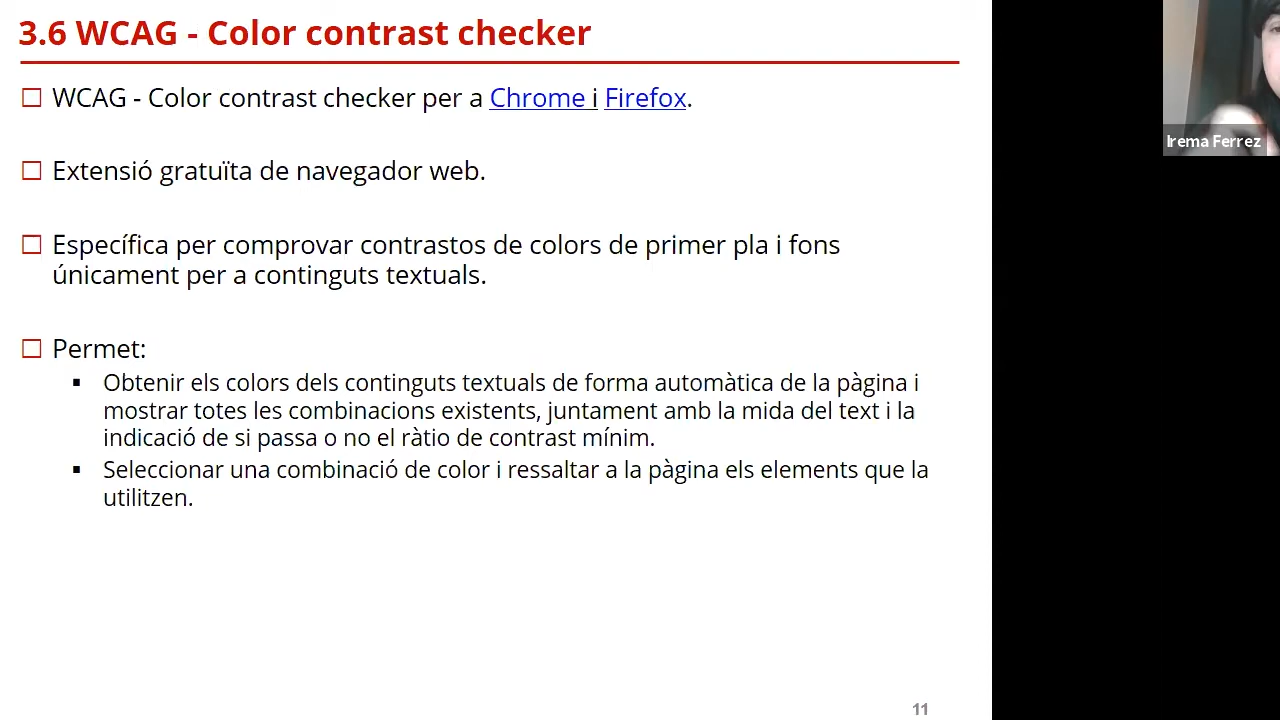 3.6 WCAG - Color contrast checker
WCAG - Color contrast checker per a Chrome i Firefox.
Extensió gratuïta de navegador web.
Específica per comprovar contrastos de colors de primer pla i fons
únicament per a continguts textuals.
Permet:
Obtenir els colors dels continguts textuals de forma automàtica de la pàgina i
mostrar totes les combinacions existents, juntament amb la mida del text i la
indicació de si passa o no el ràtio de contrast mínim.
Seleccionar una combinació de color i ressaltar a la pàgina els elements que la
utilitzen.
11
Irema Ferrez